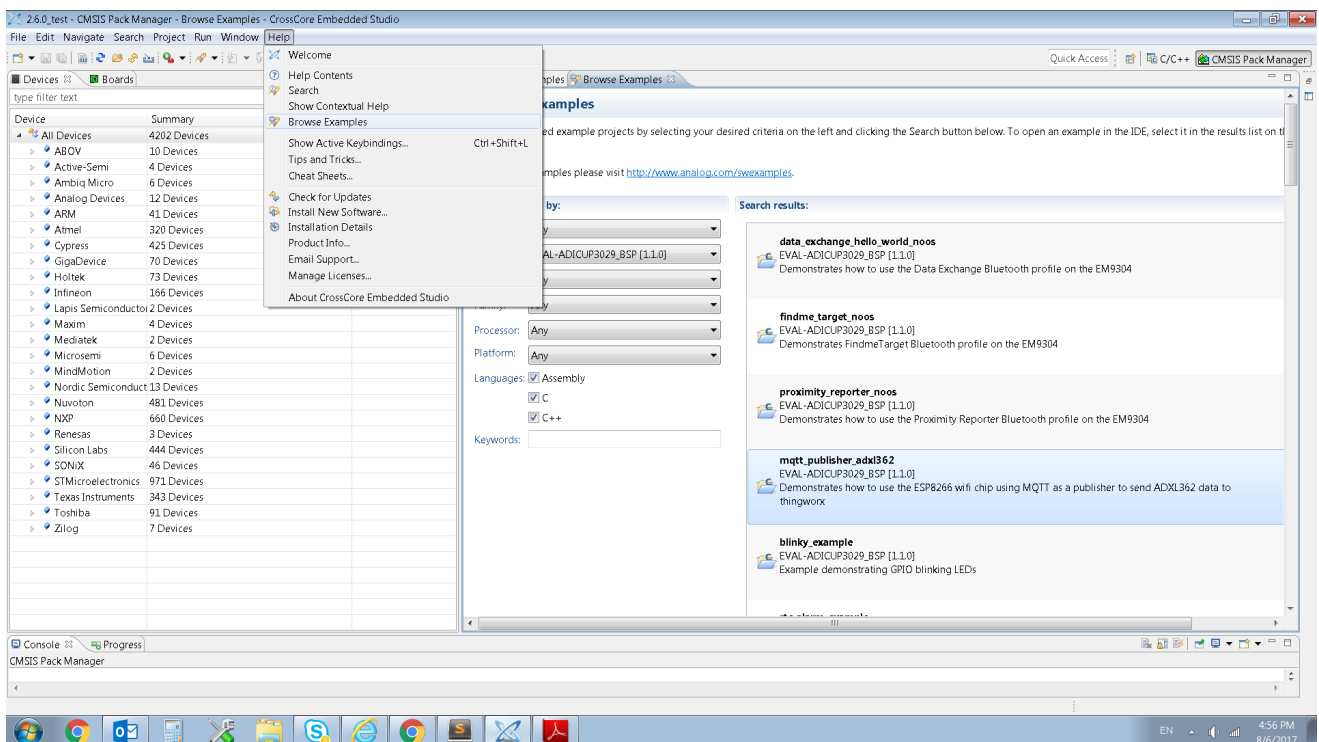 2.6.0_test - CMSIS Pack Manager - Browse Examples - CrossCore Embedded Studio
File Edit Navigate Search Project Run Window Help
Quick Access C/C++ CMSIS Pack Manager
Devices Boards
type filter text
Device Summary
All Devices 4202 Devices
ABOV 10 Devices
Active-Semi 4 Devices
Ambiq Micro 6 Devices
Analog Devices 12 Devices
ARM 41 Devices
Atmel 320 Devices
Cypress 425 Devices
GigaDevice 70 Devices
Holtek 73 Devices
Infineon 166 Devices
Lapis Semiconductor 2 Devices
Maxim 4 Devices
Mediatek 2 Devices
Microsemi 6 Devices
MindMotion 2 Devices
Nordic Semiconduct 13 Devices
Nuvoton 481 Devices
NXP 660 Devices
Renesas 3 Devices
Silicon Labs 444 Devices
SONiX 46 Devices
STMicroelectronics 971 Devices
Texas Instruments 343 Devices
Toshiba 91 Devices
Zilog 7 Devices
Welcome
Help Contents
Search
Show Contextual Help
Browse Examples
Show Active Keybindings... Ctrl+Shift+L
Tips and Tricks...
Cheat Sheets...
Check for Updates
Install New Software...
Installation Details
Product Info...
Email Support...
Manage Licenses...
About CrossCore Embedded Studio
Browse Examples
example projects by selecting your desired criteria on the left and clicking the Search button below. To open an example in the IDE, select it in the results list on
please visit http://www.analog.com/swexamples.
by:
AL-ADICUP3029_BSP [1.1.0]
Processor: Any
Platform: Any
Languages: Assembly
C
C++
Keywords:
Search results:
data_exchange_hello_world_noos
EVAL-ADICUP3029_BSP [1.1.0]
Demonstrates how to use the Data Exchange Bluetooth profile on the EM9304
findme_target_noos
EVAL-ADICUP3029_BSP [1.1.0]
Demonstrates FindmeTarget Bluetooth profile on the EM9304
proximity_reporter_noos
EVAL-ADICUP3029_BSP [1.1.0]
Demonstrates how to use the Proximity Reporter Bluetooth profile on the EM9304
mqtt_publisher_adxl362
EVAL-ADICUP3029_BSP [1.1.0]
Demonstrates how to use the ESP8266 wifi chip using MQTT as a publisher to send ADXL362 data to
thingworx
blinky_example
EVAL-ADICUP3029_BSP [1.1.0]
Example demonstrating GPIO blinking LEDs
Console Progress
CMSIS Pack Manager
EN
4:56 PM
8/6/2017